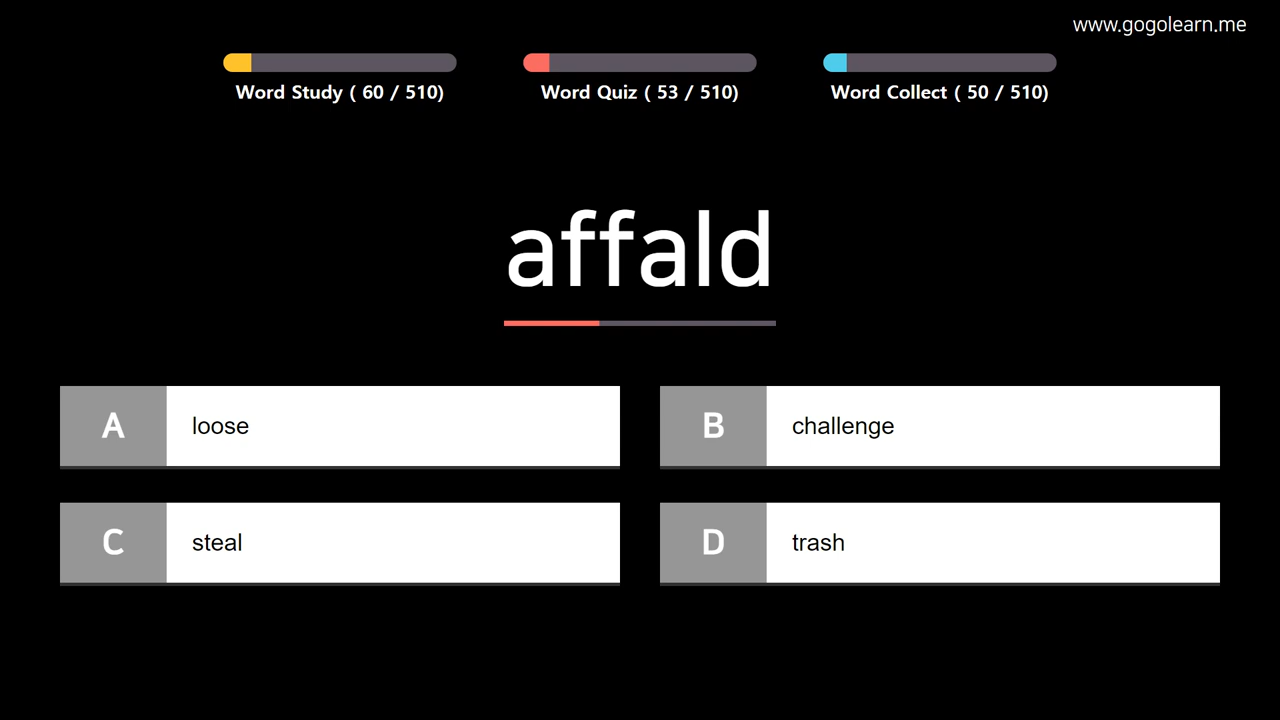 www.gogolearn.me
Word Study ( 60 / 510)
Word Quiz ( 53 / 510)
Word Collect ( 50 / 510)
affald
A loose
B challenge
C steal
D trash